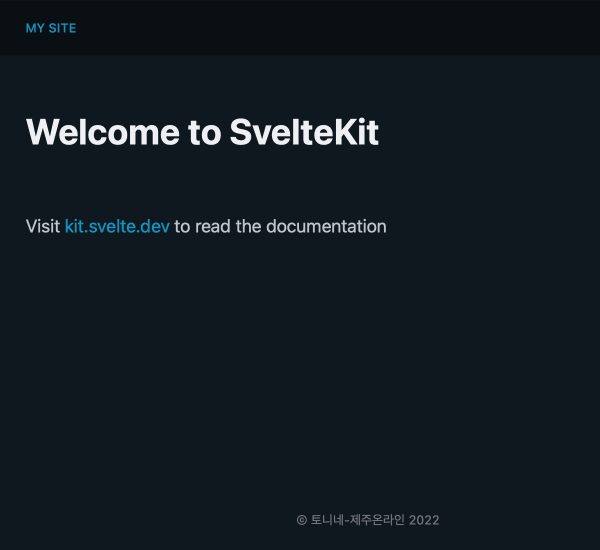 MY SITE
Welcome to SvelteKit
Visit kit.svelte.dev to read the documentation
© 토니네-제주온라인 2022